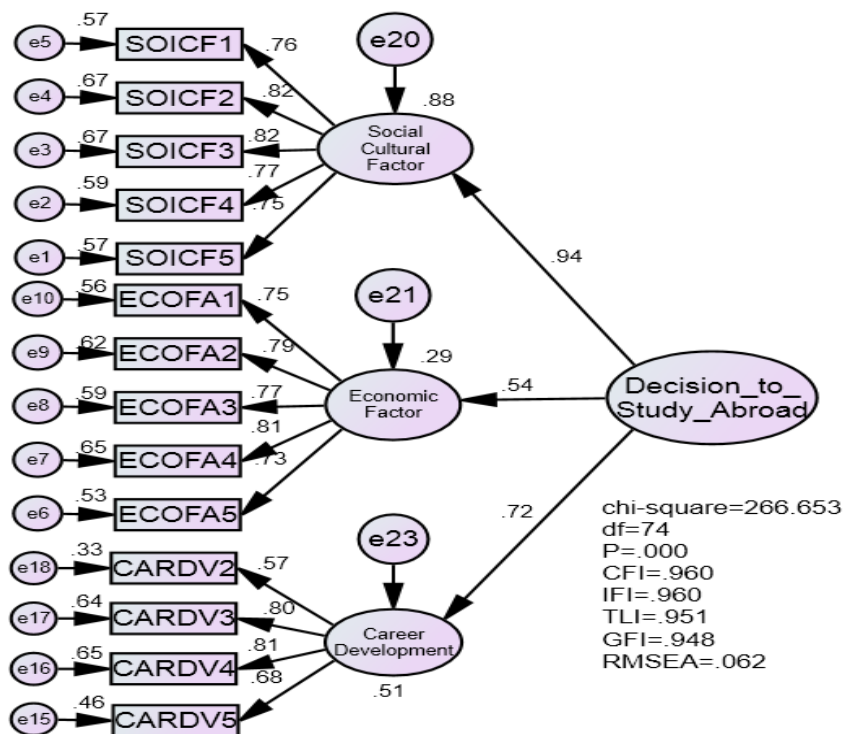 .57
e5
SOICF1
.76
e20
.67
e4
SOICF2
.82
.88
.67
e3
SOICF3
.82
Social
Cultural
Factor
.59
e2
SOICF4
.77
.75
.57
e1
SOICF5
.94
.56
e10
ECOFA1
.75
e21
.62
e9
ECOFA2
.79
.29
.59
e8
ECOFA3
.77
Economic
Factor
.54
Decision_to_
Study_Abroad
.65
e7
ECOFA4
.81
.73
.53
e6
ECOFA5
.72
e23
.33
e18
CARDV2
.57
.64
e17
CARDV3
.80
Career
Development
.65
e16
CARDV4
.81
.68
.51
.46
e15
CARDV5
chi-square=266.653
df=74
P=.000
CFI=.960
IFI=.960
TLI=.951
GFI=.948
RMSEA=.062